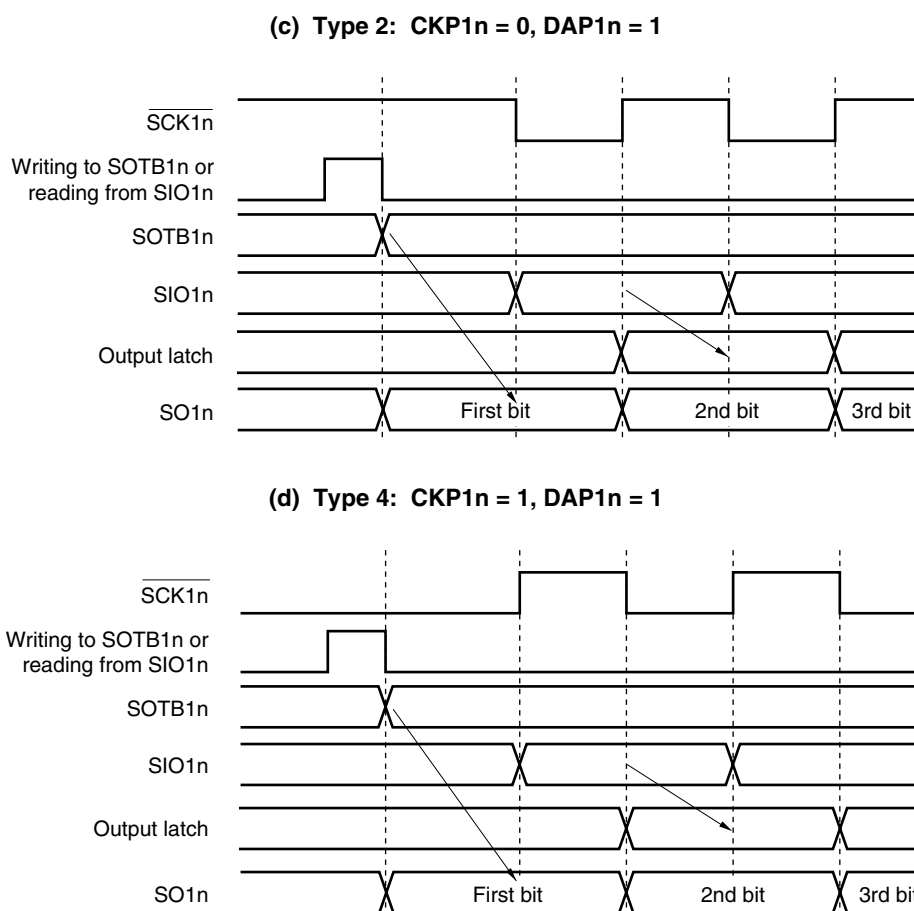 (c) Type 2: CKP1n = 0, DAP1n = 1
SCK1n
Writing to SOTB1n or
reading from SIO1n
SOTB1n
SIO1n
Output latch
SO1n
First bit
2nd bit
3rd bit
(d) Type 4: CKP1n = 1, DAP1n = 1
SCK1n
Writing to SOTB1n or
reading from SIO1n
SOTB1n
SIO1n
Output latch
SO1n
First bit
2nd bit
3rd bit